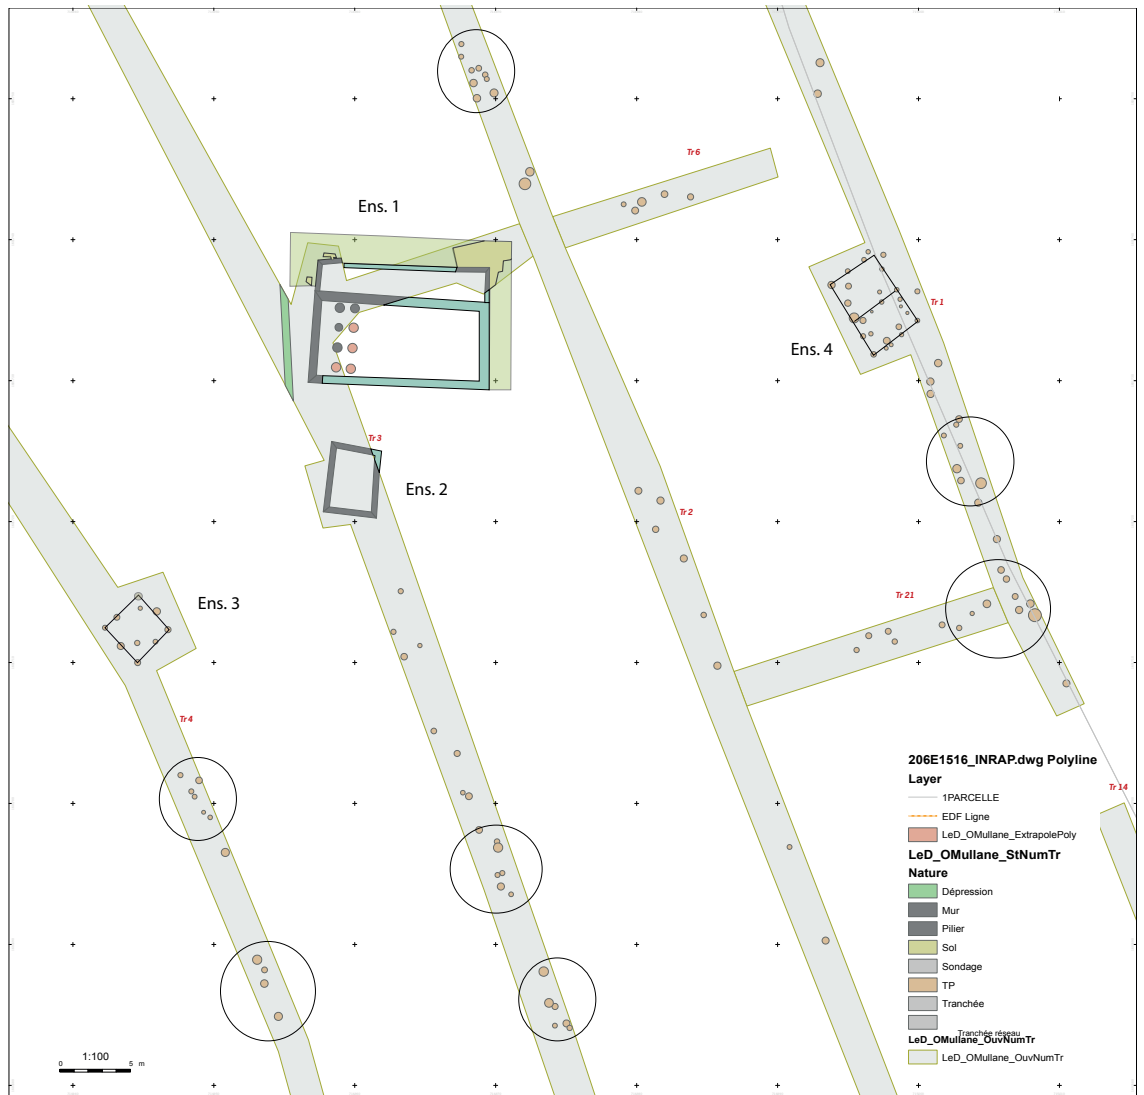 Tr 6
Ens. 1
Tr 1
Ens. 4
Tr 3
Ens. 2
Tr 2
Tr 21
Ens. 3
Tr 4
206E1516_INRAP.dwg Polyline
Layer
1PARCELLE
EDF Ligne
LeD_OMullane_ExtrapolePoly
LeD_OMullane_StNumTr
Nature
Dépression
Mur
Pilier
Sol
Sondage
TP
Tranchée
Tranchée réseau
LeD_OMullane_OuvNumTr
LeD_OMullane_OuvNumTr
Tr 14
1:100
0 5 m